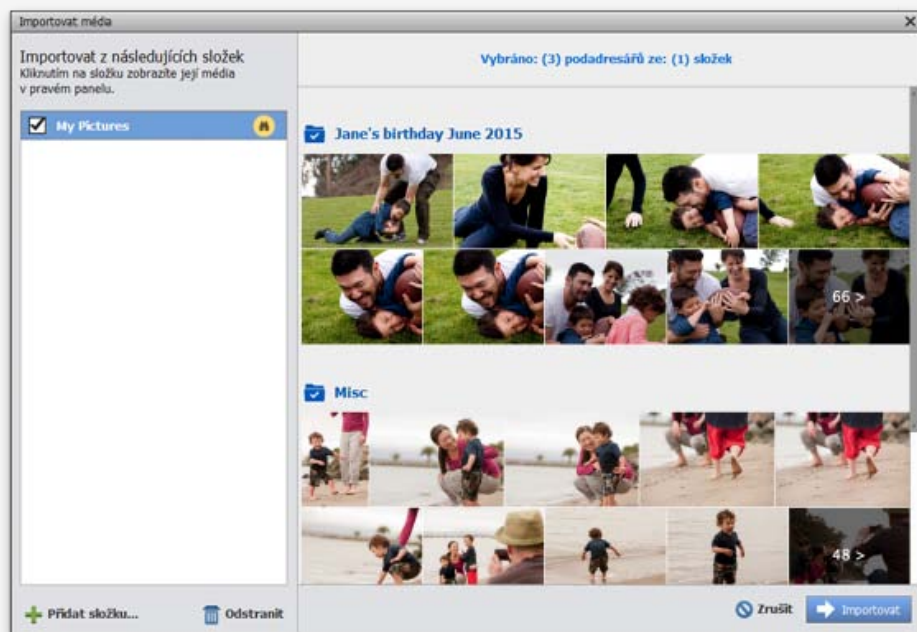 Importovat média
Importovat z následujících složek
Kliknutím na složku zobrazíte její média
v pravém panelu.
My Pictures
Přidat složku...
Odstranit
Vybráno: (3) podadresářů ze: (1) složek
Jane's birthday June 2015
66 >
Misc
48 >
Zrušit
Importovat